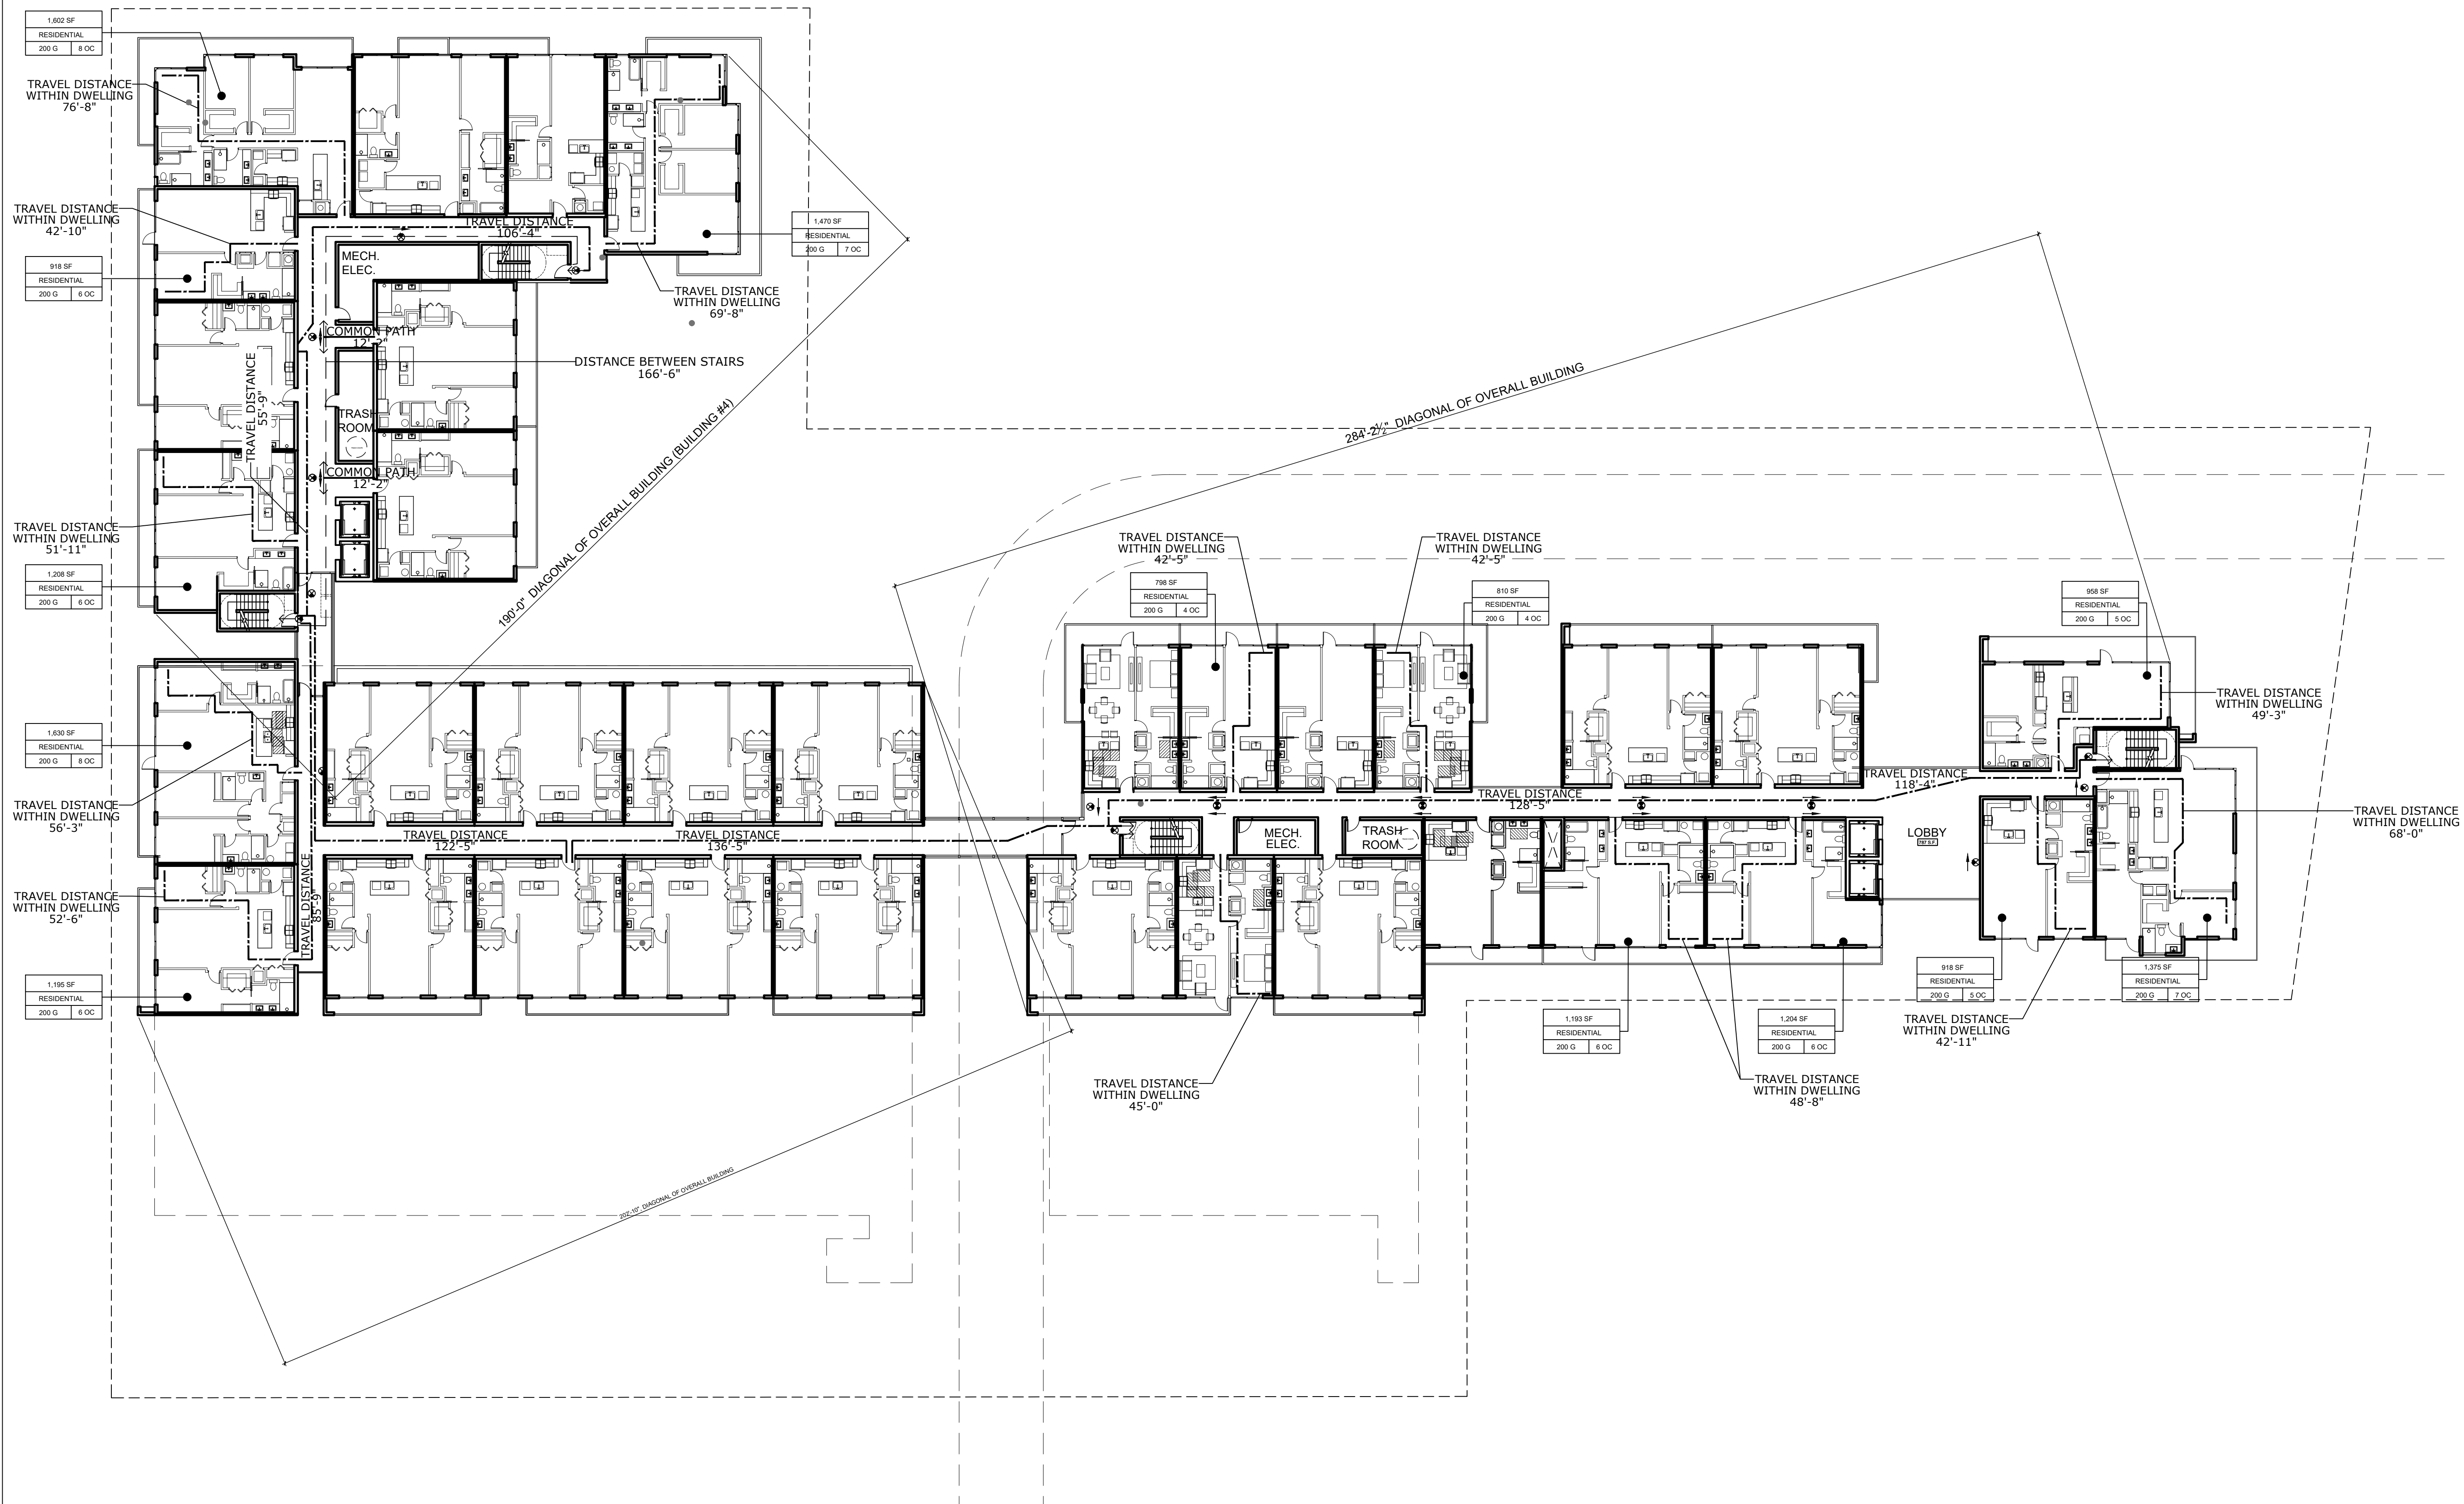 1,602 SF
RESIDENTIAL
200 G 8 OC
TRAVEL DISTANCE
WITHIN DWELLING
76'-8"
TRAVEL DISTANCE
WITHIN DWELLING
42'-10"
918 SF
RESIDENTIAL
200 G 6 OC
TRAVEL DISTANCE
106'-4"
MECH.
ELEC.
1,470 SF
RESIDENTIAL
200 G 7 OC
TRAVEL DISTANCE
WITHIN DWELLING
69'-8"
COMMON PATH
12'-2"
DISTANCE BETWEEN STAIRS
166'-6"
TRAVEL DISTANCE
55'-9"
TRASH
ROOM
COMMON PATH
12'-2"
190'-0" DIAGONAL OF OVERALL BUILDING (BUILDING #4)
284'-2½" DIAGONAL OF OVERALL BUILDING
TRAVEL DISTANCE
WITHIN DWELLING
51'-11"
1,208 SF
RESIDENTIAL
200 G 6 OC
TRAVEL DISTANCE
WITHIN DWELLING
42'-5"
TRAVEL DISTANCE
WITHIN DWELLING
42'-5"
798 SF
RESIDENTIAL
200 G 4 OC
810 SF
RESIDENTIAL
200 G 4 OC
958 SF
RESIDENTIAL
200 G 5 OC
TRAVEL DISTANCE
WITHIN DWELLING
49'-3"
1,630 SF
RESIDENTIAL
200 G 8 OC
TRAVEL DISTANCE
WITHIN DWELLING
56'-3"
TRAVEL DISTANCE
122'-5"
TRAVEL DISTANCE
136'-5"
TRAVEL DISTANCE
128'-5"
TRAVEL DISTANCE
118'-4"
MECH.
ELEC.
TRASH
ROOM
LOBBY
787 S.F.
TRAVEL DISTANCE
WITHIN DWELLING
68'-0"
TRAVEL DISTANCE
85'-9"
TRAVEL DISTANCE
WITHIN DWELLING
52'-6"
1,195 SF
RESIDENTIAL
200 G 6 OC
918 SF
RESIDENTIAL
200 G 5 OC
1,375 SF
RESIDENTIAL
200 G 7 OC
1,193 SF
RESIDENTIAL
200 G 6 OC
1,204 SF
RESIDENTIAL
200 G 6 OC
TRAVEL DISTANCE
WITHIN DWELLING
42'-11"
TRAVEL DISTANCE
WITHIN DWELLING
45'-0"
TRAVEL DISTANCE
WITHIN DWELLING
48'-8"
202'-10" DIAGONAL OF OVERALL BUILDING